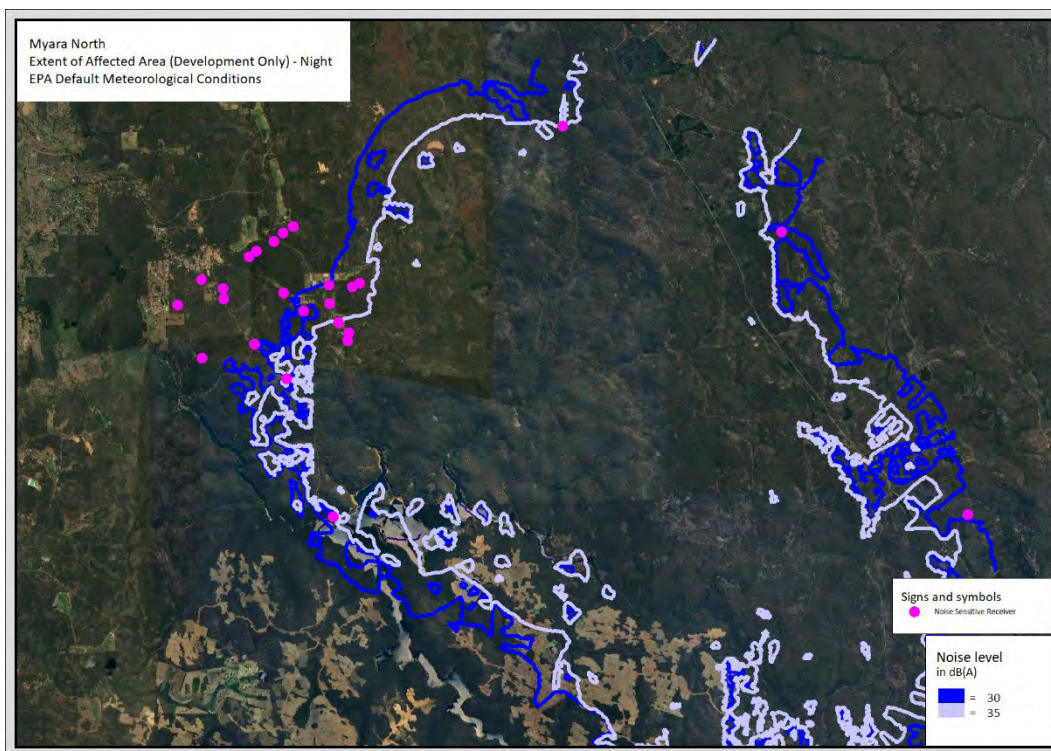 Myara North
Extent of Affected Area (Development Only) - Night
EPA Default Meteorological Conditions
Signs and symbols
Noise Sensitive Receiver
Noise level
in dB(A)
= 30
= 35